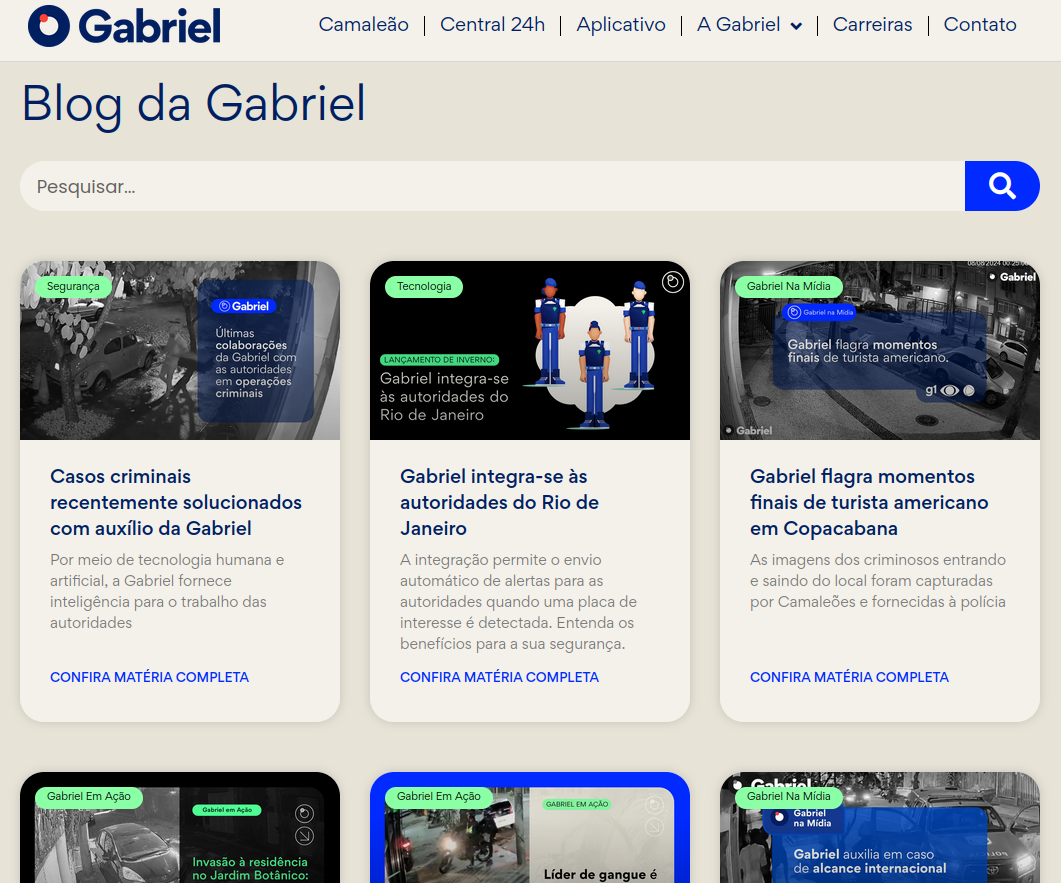 Gabriel
Camaleão
Central 24h
Aplicativo
A Gabriel
Carreiras
Contato
Blog da Gabriel
Pesquisar...
Segurança
Gabriel
Últimas
colaborações
da Gabriel com
as autoridades
em operações
criminais
Casos criminais
recentemente solucionados
com auxílio da Gabriel
Por meio de tecnologia humana e
artificial, a Gabriel fornece
inteligência para o trabalho das
autoridades
CONFIRA MATÉRIA COMPLETA
Tecnologia
LANÇAMENTO DE INVERNO:
Gabriel integra-se
às autoridades do
Rio de Janeiro
Gabriel integra-se às
autoridades do Rio de
Janeiro
A integração permite o envio
automático de alertas para as
autoridades quando uma placa de
interesse é detectada. Entenda os
benefícios para a sua segurança.
CONFIRA MATÉRIA COMPLETA
Gabriel Na Mídia
Gabriel
Gabriel na Mídia
Gabriel flagra momentos
finais de turista americano.
g1
Gabriel
Gabriel flagra momentos
finais de turista americano
em Copacabana
As imagens dos criminosos entrando
e saindo do local foram capturadas
por Camaleões e fornecidas à polícia
CONFIRA MATÉRIA COMPLETA
Gabriel Em Ação
Gabriel em Ação
Invasão à residência
no Jardim Botânico:
Gabriel Em Ação
GABRIEL EM AÇÃO
Líder de gangue é
Gabriel Na Mídia
Gabriel
Gabriel
na Mídia
Gabriel auxilia em caso
de alcance internacional